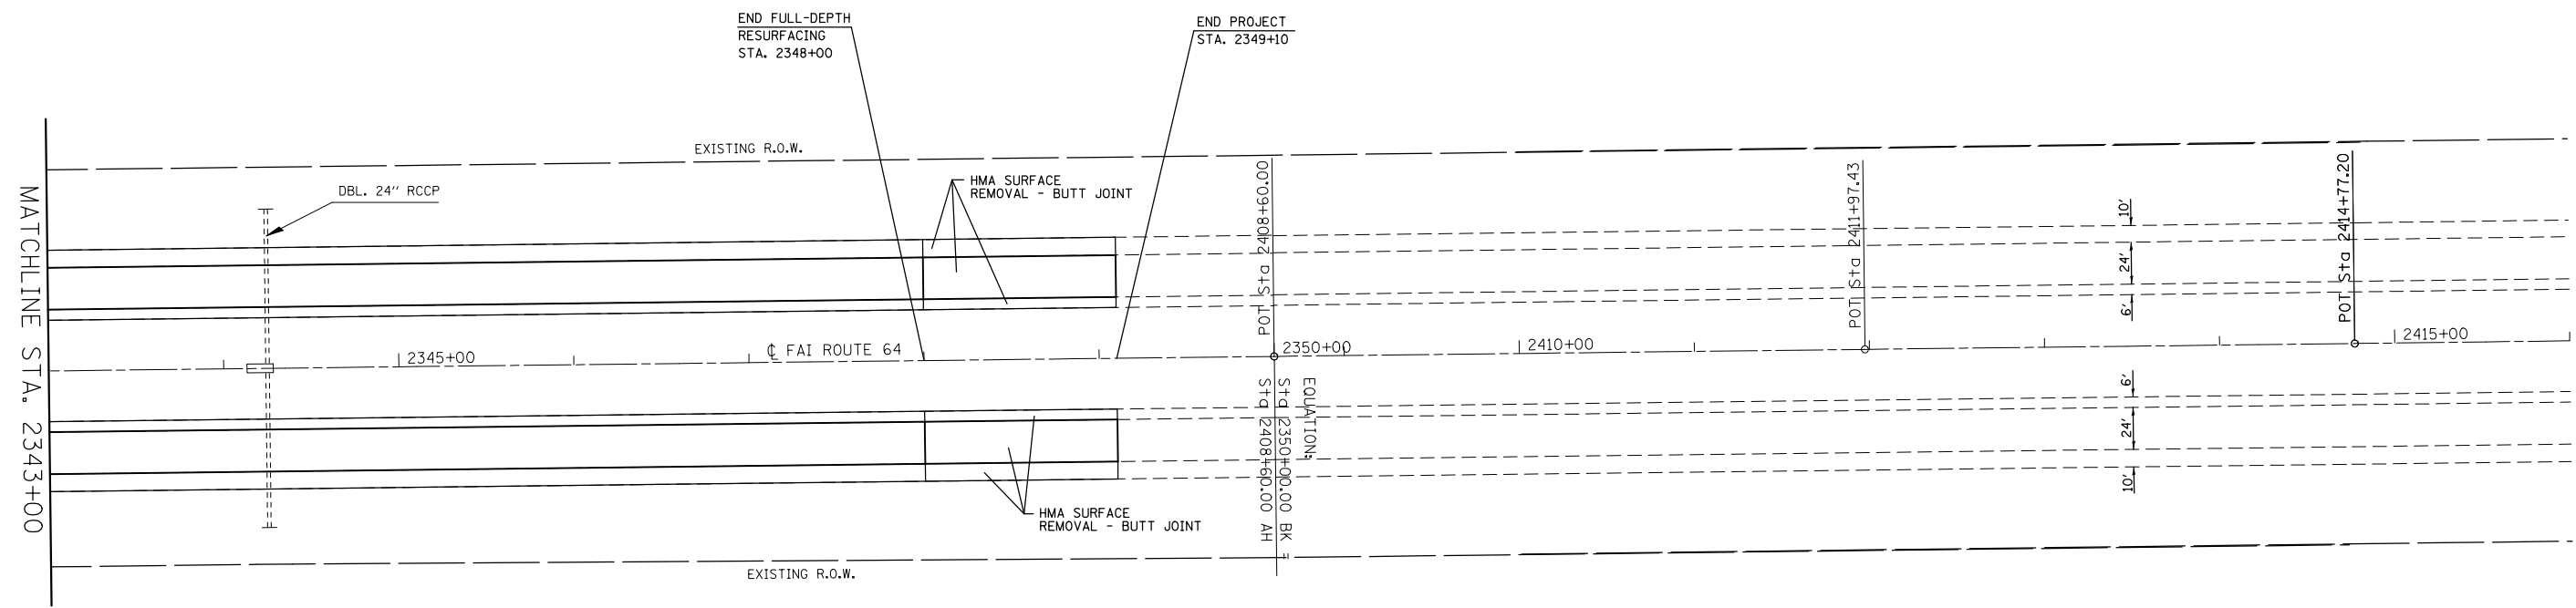 END FULL-DEPTH
RESURFACING
STA. 2348+00
END PROJECT
STA. 2349+10
EXISTING R.O.W.
DBL. 24" RCCP
HMA SURFACE
REMOVAL - BUTT JOINT
MATCHLINE STA. 2343+00
POT Sta 2408+90.00
POT Sta 2411+97.43
POT Sta 2414+77.20
10'
24'
6'
2345+00
℄ FAI ROUTE 64
2350+00
2410+00
2415+00
EQUATION:
Sta 2350+00.00 BK =
Sta 2408+60.00 AH
6'
24'
10'
HMA SURFACE
REMOVAL - BUTT JOINT
EXISTING R.O.W.